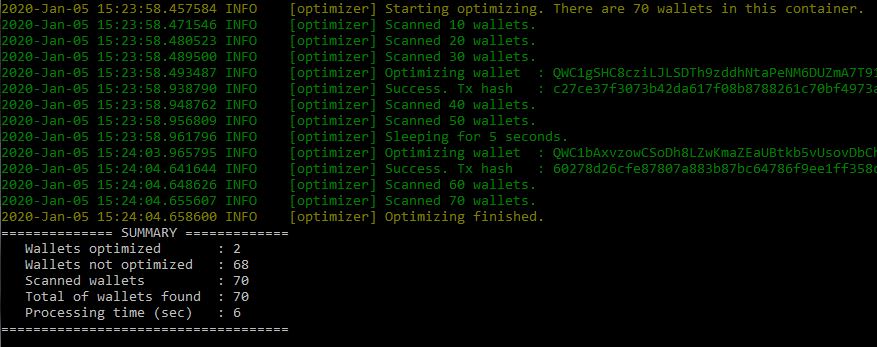 2020-Jan-05 15:23:58.457584 INFO    [optimizer] Starting optimizing. There are 70 wallets in this container.
2020-Jan-05 15:23:58.471546 INFO    [optimizer] Scanned 10 wallets.
2020-Jan-05 15:23:58.480523 INFO    [optimizer] Scanned 20 wallets.
2020-Jan-05 15:23:58.489500 INFO    [optimizer] Scanned 30 wallets.
2020-Jan-05 15:23:58.493487 INFO    [optimizer] Optimizing wallet  : QWC1gSHC8cziLJLSDTh9zddhNtaPeNM6DUZmA7T91
2020-Jan-05 15:23:58.938790 INFO    [optimizer] Success. Tx hash   : c27ce37f3073b42da617f08b8788261c70bf4973a
2020-Jan-05 15:23:58.948762 INFO    [optimizer] Scanned 40 wallets.
2020-Jan-05 15:23:58.956809 INFO    [optimizer] Scanned 50 wallets.
2020-Jan-05 15:23:58.961796 INFO    [optimizer] Sleeping for 5 seconds.
2020-Jan-05 15:24:03.965795 INFO    [optimizer] Optimizing wallet  : QWC1bAxvzowCSoDh8LZwKmaZEaUBtkb5vUsovDbCh
2020-Jan-05 15:24:04.641644 INFO    [optimizer] Success. Tx hash   : 60278d26cfe87807a883b87bc64786f9ee1ff358c
2020-Jan-05 15:24:04.648626 INFO    [optimizer] Scanned 60 wallets.
2020-Jan-05 15:24:04.655607 INFO    [optimizer] Scanned 70 wallets.
2020-Jan-05 15:24:04.658600 INFO    [optimizer] Optimizing finished.
============== SUMMARY =============
   Wallets optimized       : 2
   Wallets not optimized   : 68
   Scanned wallets         : 70
   Total of wallets found  : 70
   Processing time (sec)   : 6
====================================